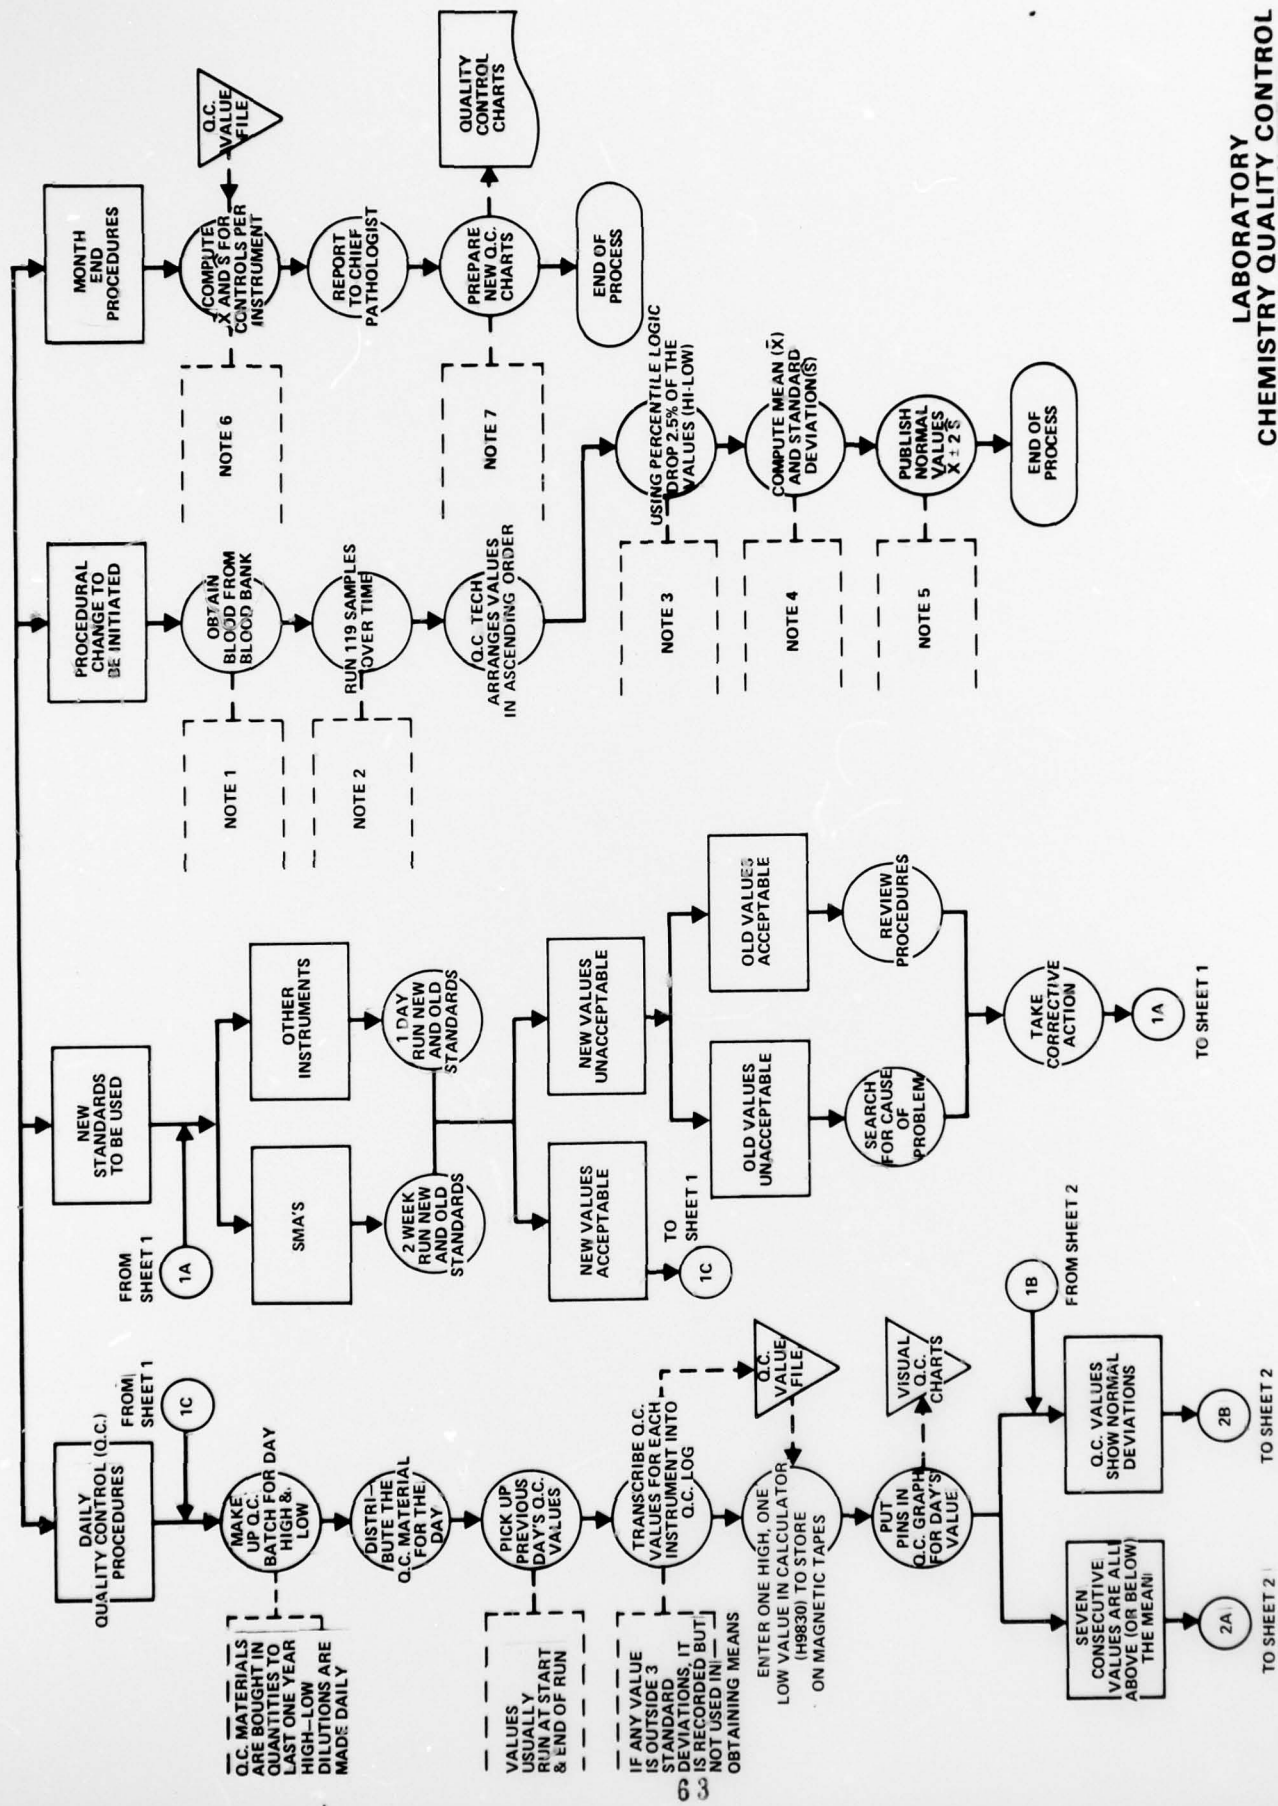 DAILY
QUALITY CONTROL (Q.C.)
PROCEDURES
FROM
SHEET 1
1C
MAKE
UP Q.C.
BATCH FOR DAY
HIGH &
LOW
Q.C. MATERIALS
ARE BOUGHT IN
QUANTITIES TO
LAST ONE YEAR
HIGH-LOW
DILUTIONS ARE
MADE DAILY
DISTRI-
BUTE THE
Q.C. MATERIAL
FOR THE
DAY
PICK UP
PREVIOUS
DAY'S Q.C.
VALUES
VALUES
USUALLY
RUN AT START
& END OF RUN
TRANSCRIBE Q.C.
VALUES FOR EACH
INSTRUMENT INTO
Q.C. LOG
IF ANY VALUE
IS OUTSIDE 3
STANDARD
DEVIATIONS, IT
IS RECORDED BUT
NOT USED IN
OBTAINING MEANS
Q.C.
VALUE
FILE
ENTER ONE HIGH, ONE
LOW VALUE IN CALCULATOR
(H9830) TO STORE
ON MAGNETIC TAPES
PUT
PINS IN
Q.C. GRAPH
FOR DAY'S
VALUE
VISUAL
Q.C.
CHARTS
1B
FROM SHEET 2
SEVEN
CONSECUTIVE
VALUES ARE ALL
ABOVE (OR BELOW)
THE MEAN
2A
TO SHEET 2
Q.C. VALUES
SHOW NORMAL
DEVIATIONS
2B
TO SHEET 2
NEW
STANDARDS
TO BE USED
FROM
SHEET 1
1A
SMA'S
OTHER
INSTRUMENTS
2 WEEK
RUN NEW
AND OLD
STANDARDS
1 DAY
RUN NEW
AND OLD
STANDARDS
NEW VALUES
ACCEPTABLE
1C
TO
SHEET 1
NEW VALUES
UNACCEPTABLE
OLD VALUES
UNACCEPTABLE
OLD VALUES
ACCEPTABLE
SEARCH
FOR CAUSE
OF
PROBLEM
REVIEW
PROCEDURES
TAKE
CORRECTIVE
ACTION
1A
TO SHEET 1
PROCEDURAL
CHANGE TO
BE INITIATED
OBTAIN
BLOOD FROM
BLOOD BANK
NOTE 1
RUN 119 SAMPLES
OVER TIME
NOTE 2
Q.C. TECH
ARRANGES VALUES
IN ASCENDING ORDER
USING PERCENTILE LOGIC
DROP 2.5% OF THE
VALUES (HI-LOW)
NOTE 3
COMPUTE MEAN (X̄)
AND STANDARD
DEVIATION(S)
NOTE 4
PUBLISH
NORMAL
VALUES
X̄ ± 2 S
NOTE 5
END OF
PROCESS
MONTH
END
PROCEDURES
COMPUTE
X̄ AND S FOR
CONTROLS PER
INSTRUMENT
Q.C.
VALUE
FILE
NOTE 6
REPORT
TO CHIEF
PATHOLOGIST
PREPARE
NEW Q.C.
CHARTS
NOTE 7
QUALITY
CONTROL
CHARTS
END OF
PROCESS
LABORATORY
CHEMISTRY QUALITY CONTROL
63